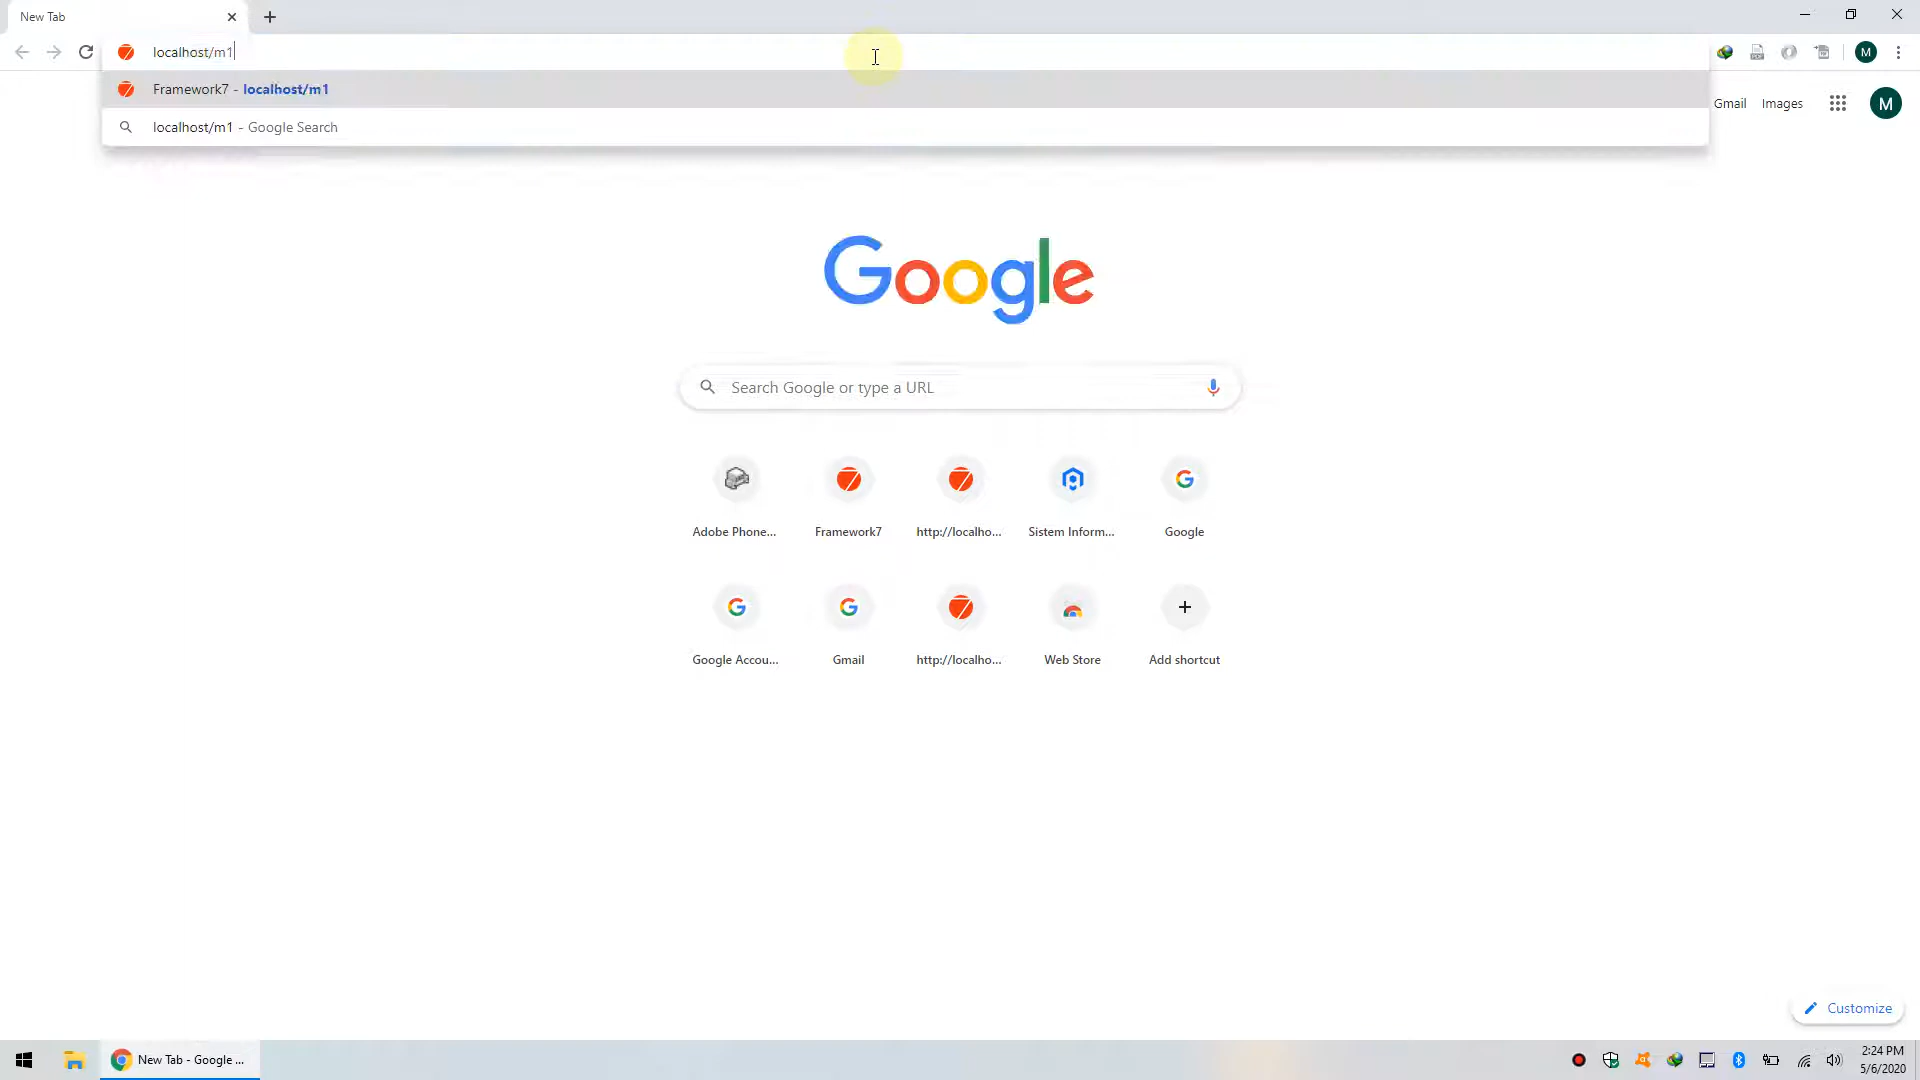 New Tab
localhost/m1
M
Framework7 - localhost/m1
localhost/m1 - Google Search
Gmail Images
M
Google
Search Google or type a URL
Adobe Phone... Framework7 http://localho... Sistem Inform... Google
Google Accou... Gmail http://localho... Web Store Add shortcut
Customize
New Tab - Google ...
2:24 PM
5/6/2020